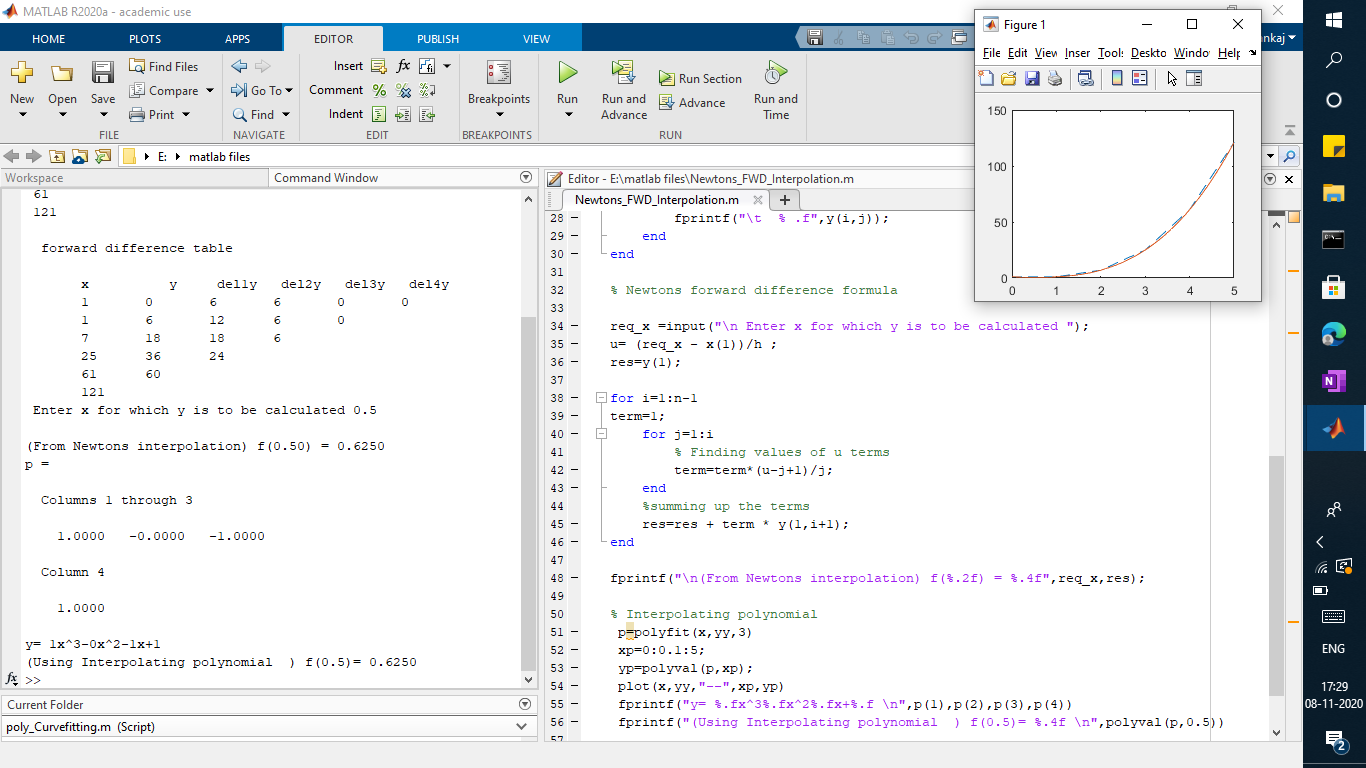 MATLAB R2020a - academic use
HOME PLOTS APPS EDITOR PUBLISH VIEW
New
Open
Save
Find Files
Compare
Print
FILE
Go To
Find
NAVIGATE
Insert fx
Comment % % %
Indent
EDIT
Breakpoints
BREAKPOINTS
Run
Run and
Advance
Run Section
Advance
Run and
Time
RUN
E: matlab files
Workspace
Command Window
61
121
forward difference table
x y del1y del2y del3y del4y
1 0 6 6 0 0
1 6 12 6 0
7 18 18 6
25 36 24
61 60
121
Enter x for which y is to be calculated 0.5
(From Newtons interpolation) f(0.50) = 0.6250
p =
Columns 1 through 3
1.0000 -0.0000 -1.0000
Column 4
1.0000
y= 1x^3-0x^2-1x+1
(Using Interpolating polynomial  ) f(0.5)= 0.6250
fx >>
Current Folder
poly_Curvefitting.m (Script)
Editor - E:\matlab files\Newtons_FWD_Interpolation.m
Newtons_FWD_Interpolation.m
28 - fprintf("\t  % .f",y(i,j));
29 - end
30 - end
31
32 % Newtons forward difference formula
33
34 - req_x =input("\n Enter x for which y is to be calculated ");
35 - u= (req_x - x(1))/h ;
36 - res=y(1);
37
38 - for i=1:n-1
39 - term=1;
40 - for j=1:i
41 % Finding values of u terms
42 - term=term*(u-j+1)/j;
43 - end
44 %summing up the terms
45 - res=res + term * y(1,i+1);
46 - end
47
48 - fprintf("\n(From Newtons interpolation) f(%.2f) = %.4f",req_x,res);
49
50 % Interpolating polynomial
51 - p=polyfit(x,yy,3)
52 - xp=0:0.1:5;
53 - yp=polyval(p,xp);
54 - plot(x,yy,"--",xp,yp)
55 - fprintf("y= %.fx^3%.fx^2%.fx+%.f \n",p(1),p(2),p(3),p(4))
56 - fprintf("(Using Interpolating polynomial  ) f(0.5)= %.4f \n",polyval(p,0.5))
57
Figure 1
File Edit View Inser Tools Deskto Windo Help
150
100
50
0
0 1 2 3 4 5
ENG
17:29
08-11-2020
2